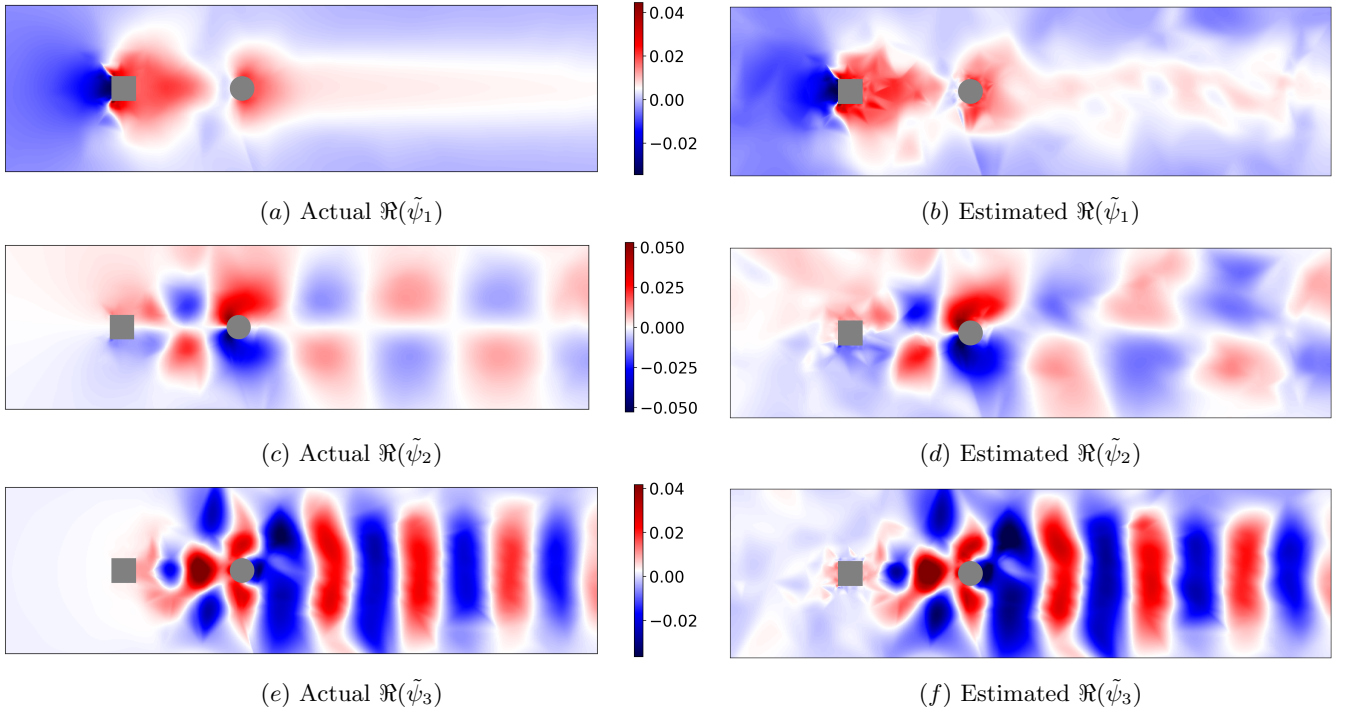 0.04
0.02
0.00
−0.02
(a) Actual ℜ(ψ̃₁)
(b) Estimated ℜ(ψ̃₁)
0.050
0.025
0.000
−0.025
−0.050
(c) Actual ℜ(ψ̃₂)
(d) Estimated ℜ(ψ̃₂)
0.04
0.02
0.00
−0.02
(e) Actual ℜ(ψ̃₃)
(f) Estimated ℜ(ψ̃₃)